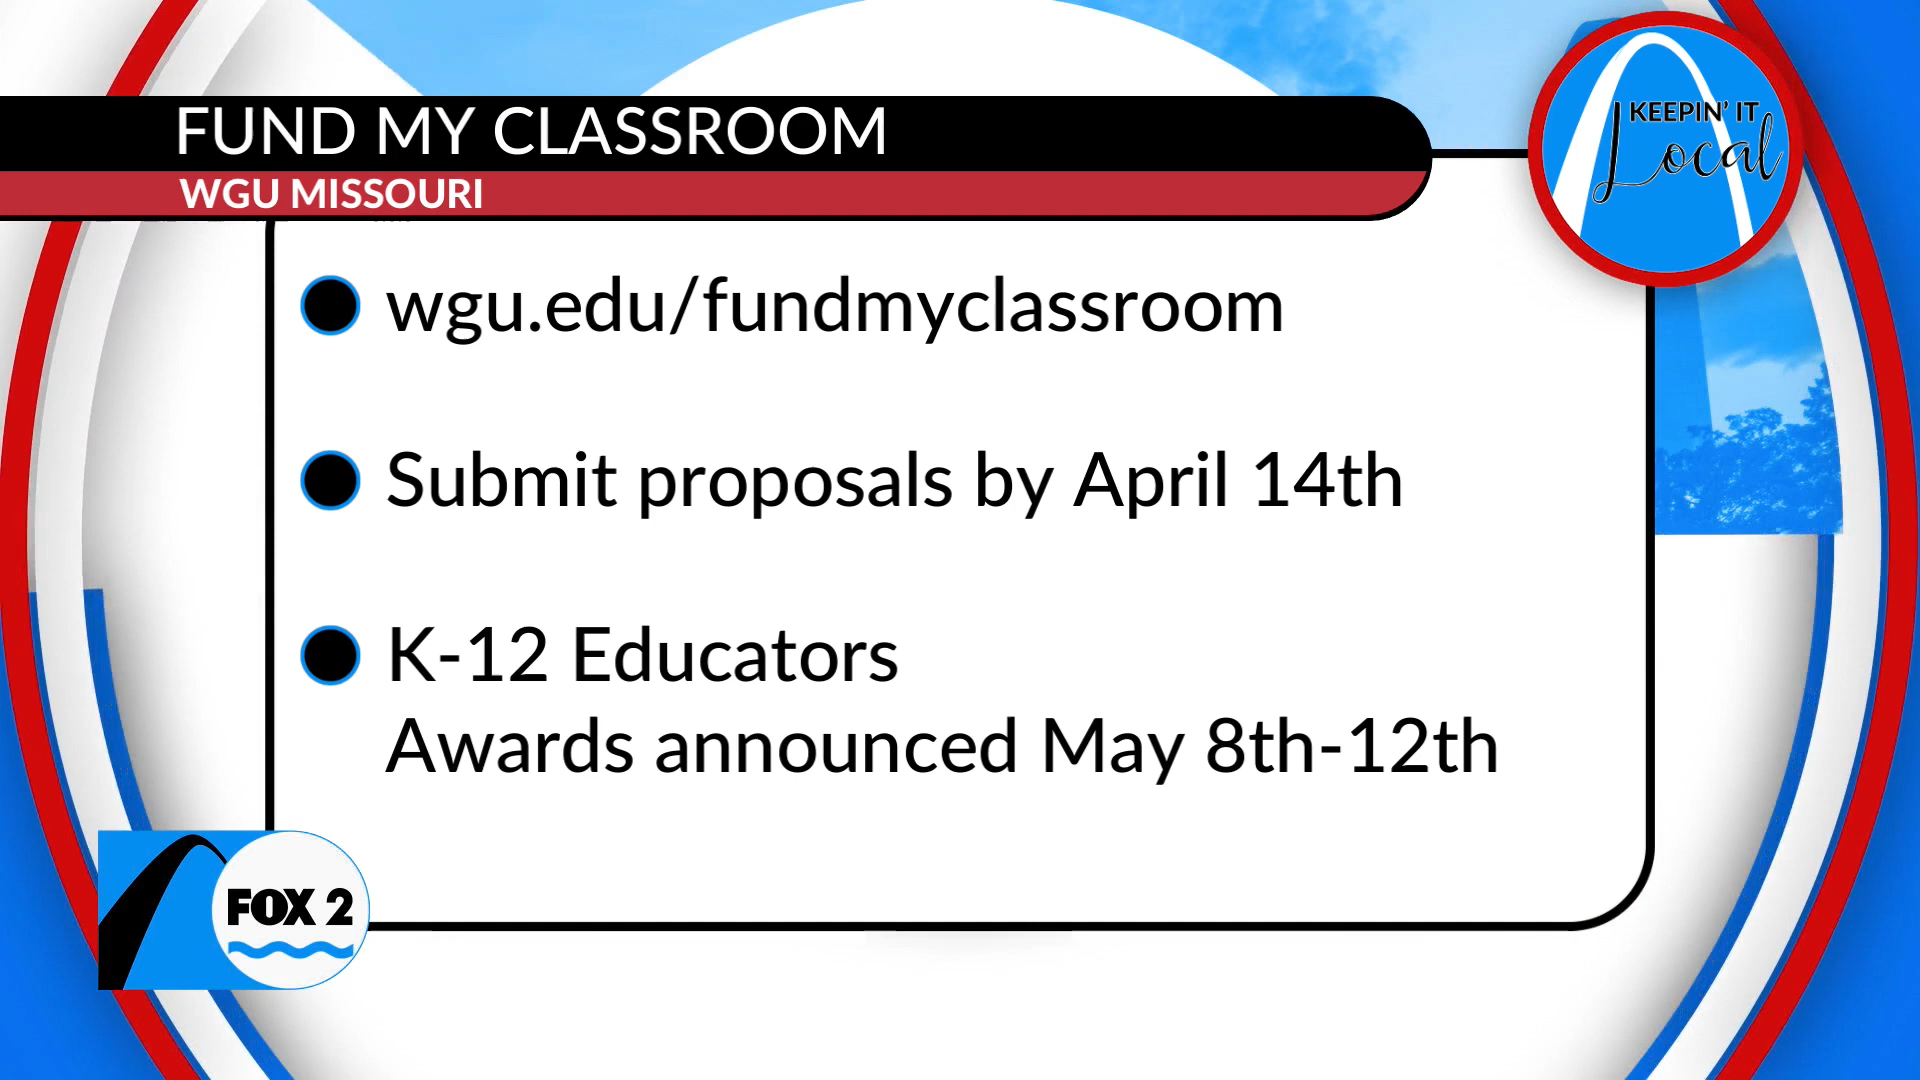 FUND MY CLASSROOM
WGU MISSOURI
KEEPIN' IT
Local
wgu.edu/fundmyclassroom
Submit proposals by April 14th
K-12 Educators
Awards announced May 8th-12th
FOX 2